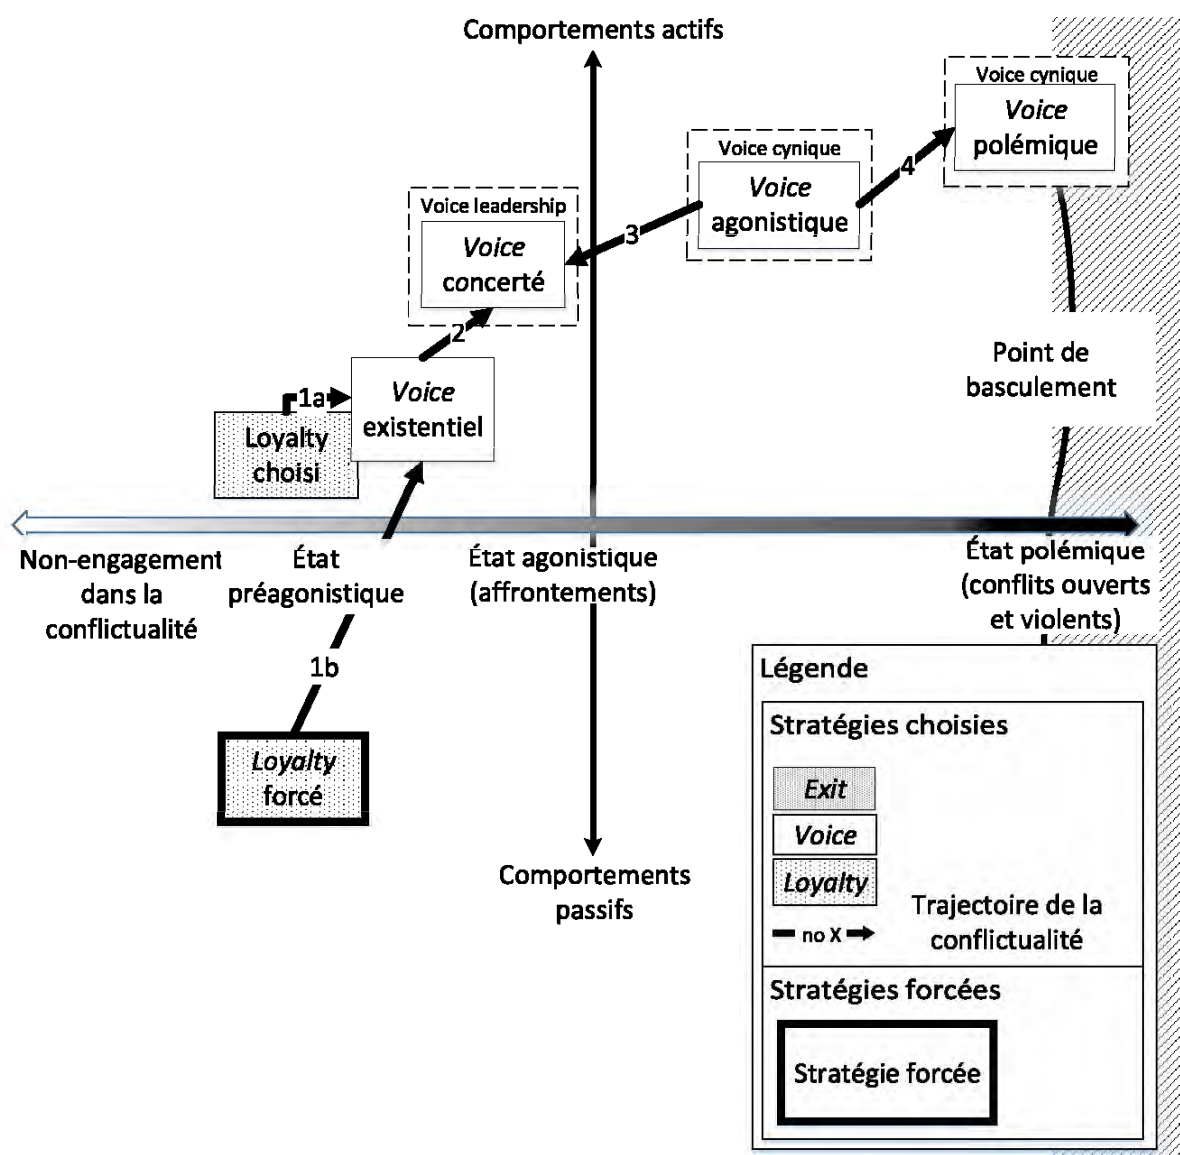 Comportements actifs
Voice cynique
Voice
polémique
4
Voice cynique
Voice
agonistique
3
Voice leadership
Voice
concerté
2
Voice
existentiel
1a
Loyalty
choisi
Point de
basculement
Non-engagement
dans la
conflictualité
État
préagonistique
État agonistique
(affrontements)
État polémique
(conflits ouverts
et violents)
1b
Loyalty
forcé
Comportements
passifs
Légende
Stratégies choisies
Exit
Voice
Loyalty
no X
Trajectoire de la
conflictualité
Stratégies forcées
Stratégie forcée